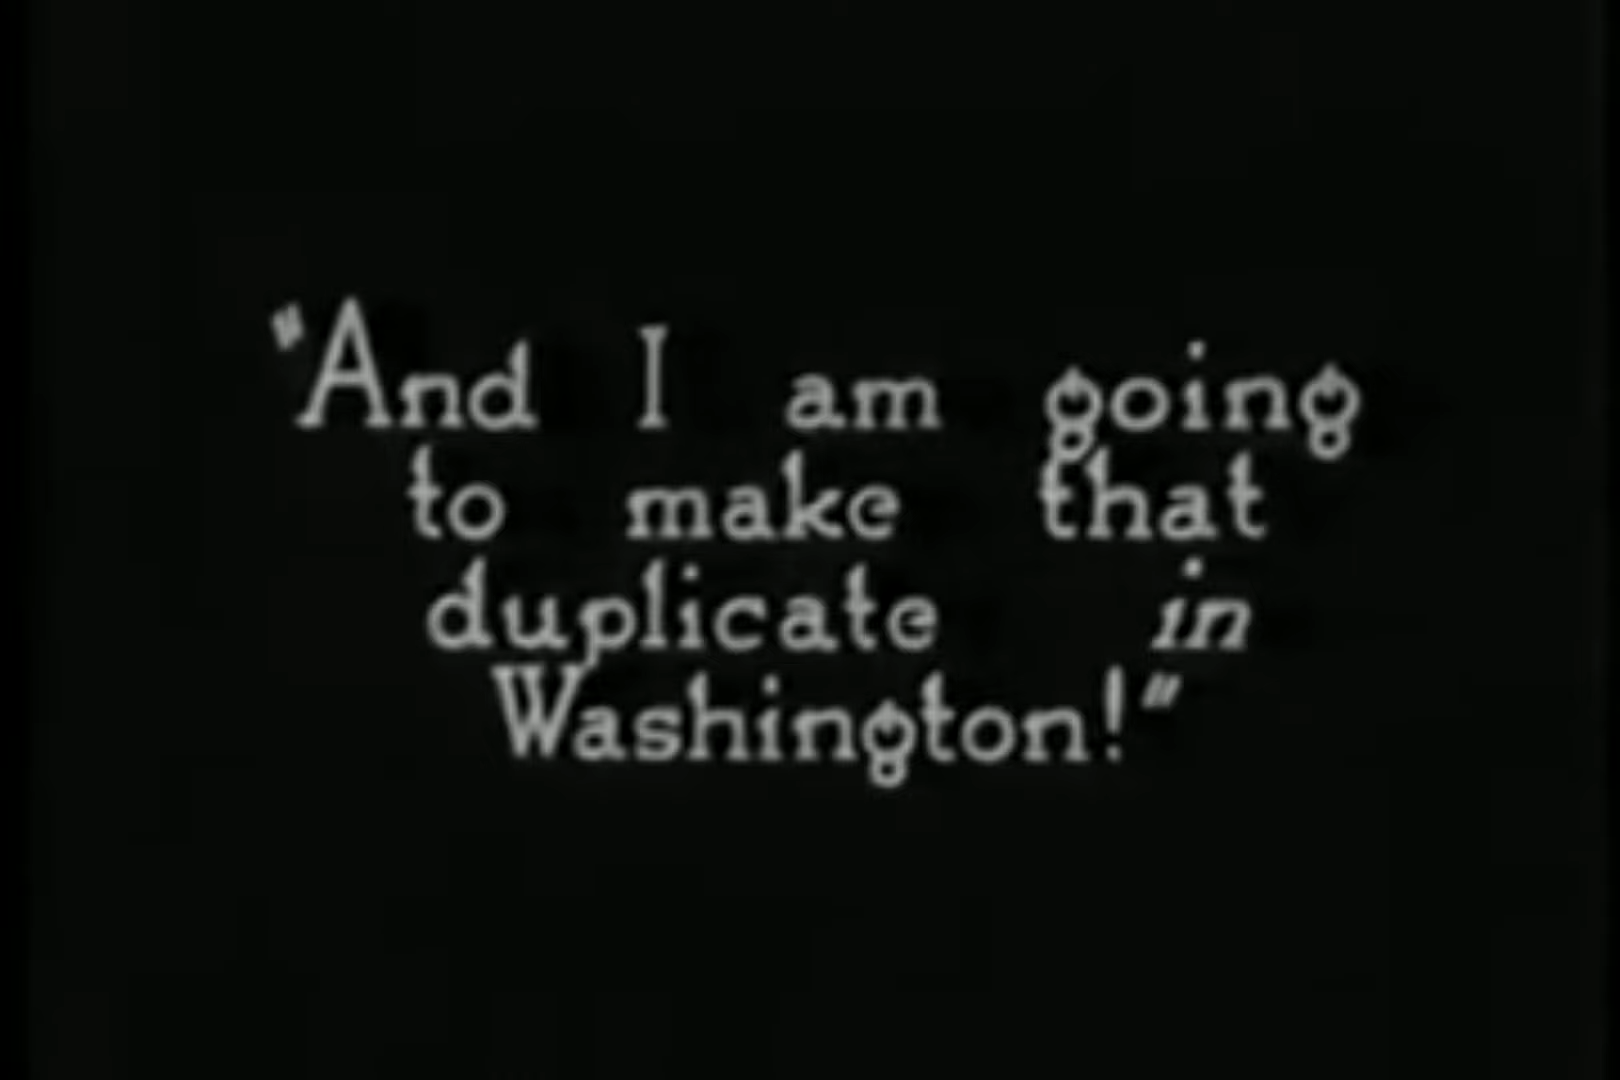 "And I am going
to make that
duplicate in
Washington!"